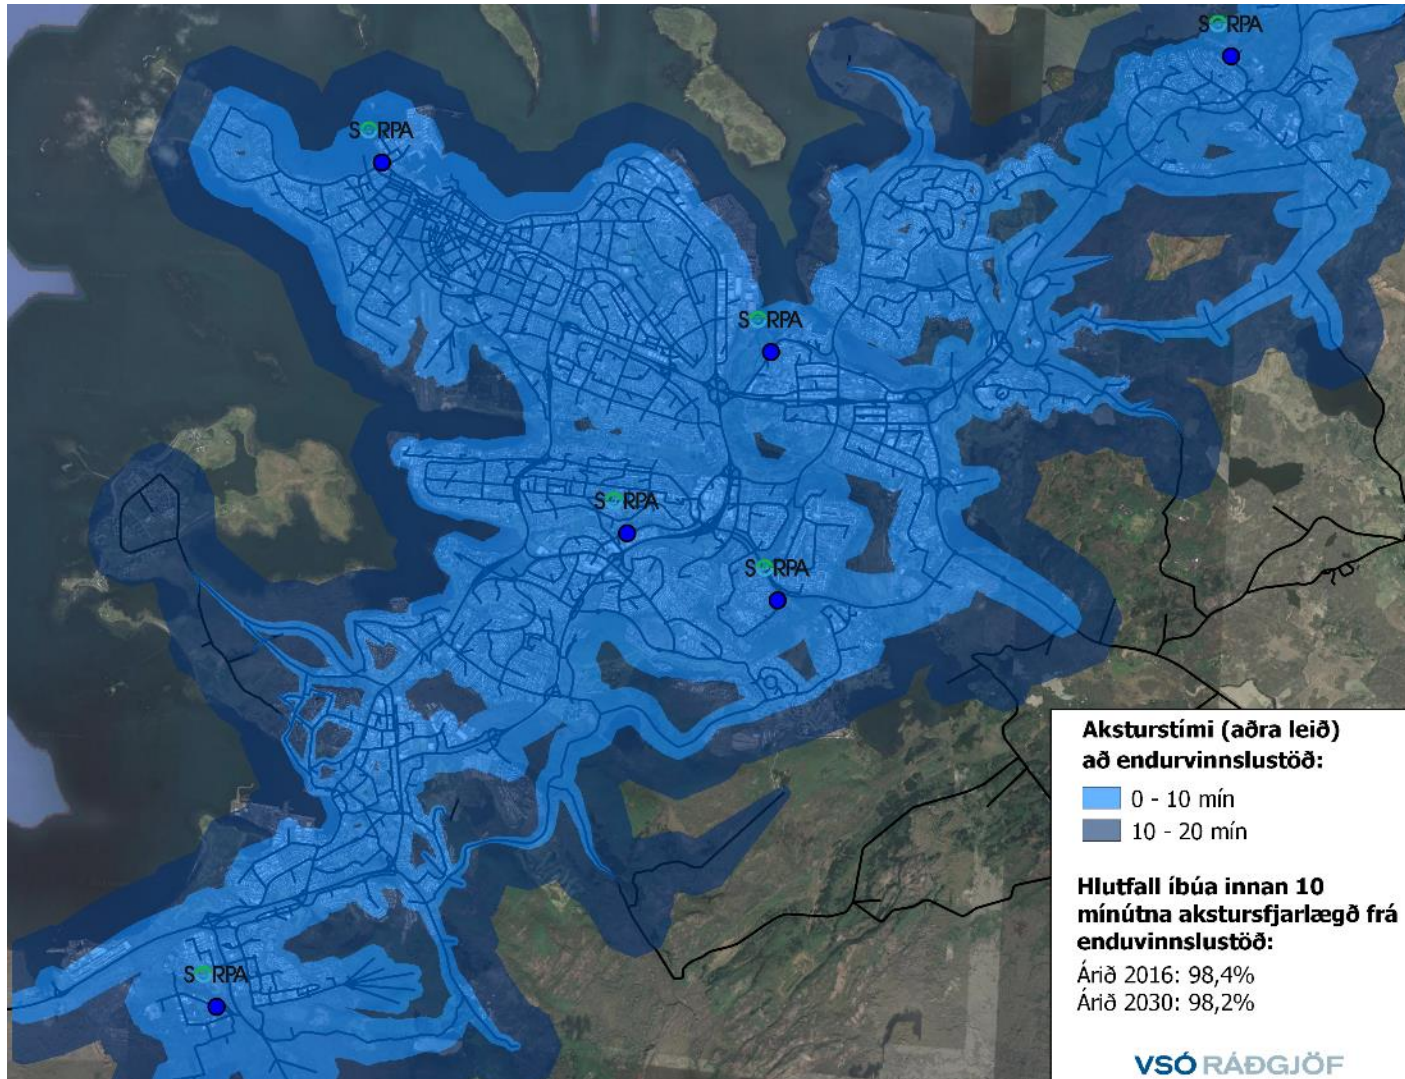 SORPA
SORPA
SORPA
SORPA
SORPA
SORPA
Aksturstími (aðra leið)
að endurvinnslustöð:
0 - 10 mín
10 - 20 mín
Hlutfall íbúa innan 10
mínútna akstursfjarlægð frá
enduvinnslustöð:
Árið 2016: 98,4%
Árið 2030: 98,2%
VSÓ RÁÐGJÖF